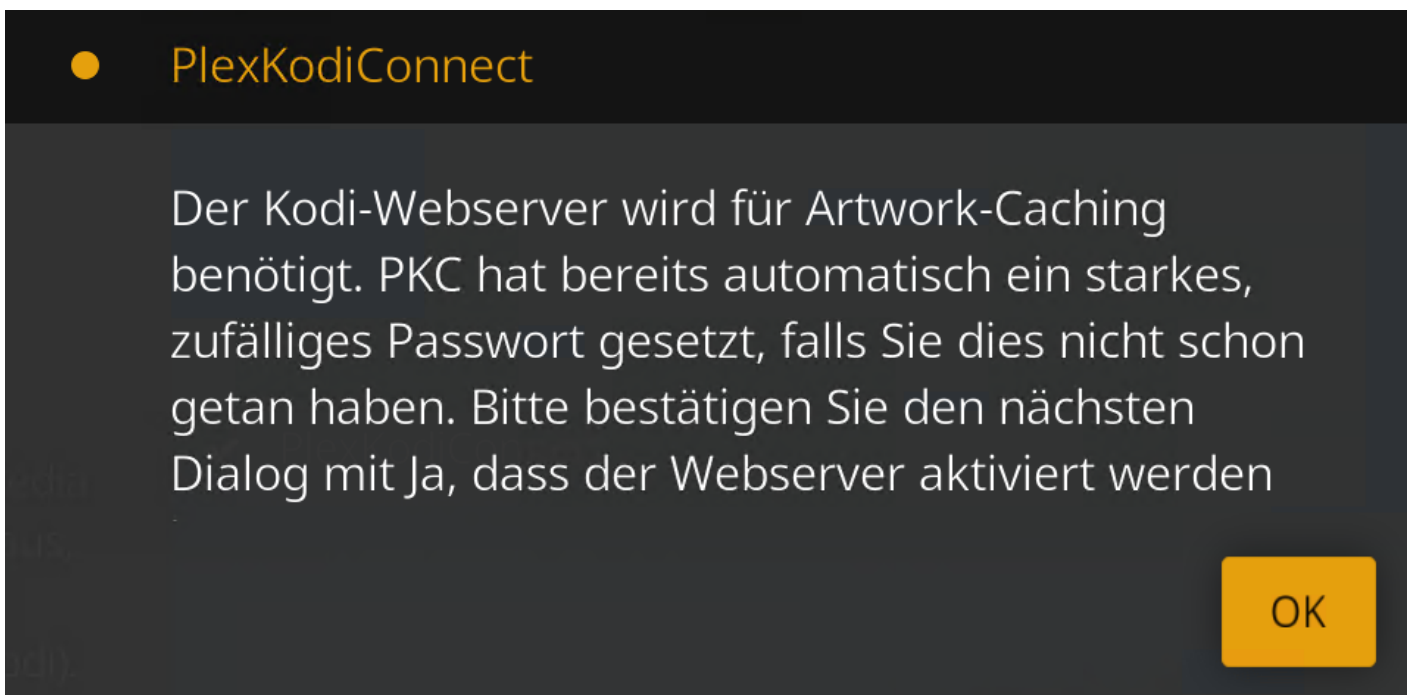 PlexKodiConnect
Der Kodi-Webserver wird für Artwork-Caching
benötigt. PKC hat bereits automatisch ein starkes,
zufälliges Passwort gesetzt, falls Sie dies nicht schon
getan haben. Bitte bestätigen Sie den nächsten
Dialog mit Ja, dass der Webserver aktiviert werden
OK